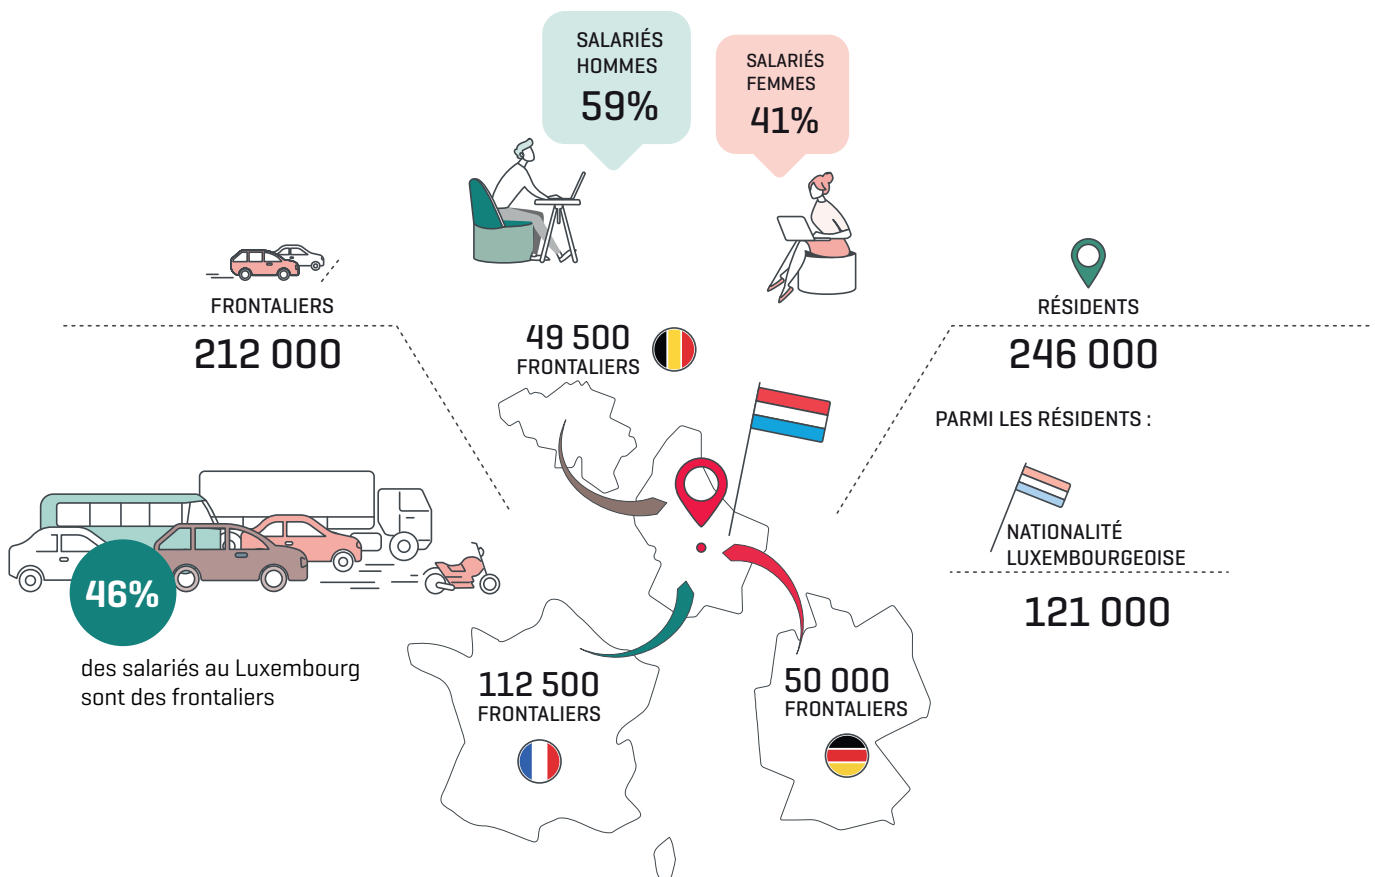 SALARIÉS
HOMMES
59%
SALARIÉS
FEMMES
41%
FRONTALIERS
212 000
49 500
FRONTALIERS
RÉSIDENTS
246 000
PARMI LES RÉSIDENTS :
NATIONALITÉ
LUXEMBOURGEOISE
121 000
46%
des salariés au Luxembourg
sont des frontaliers
112 500
FRONTALIERS
50 000
FRONTALIERS